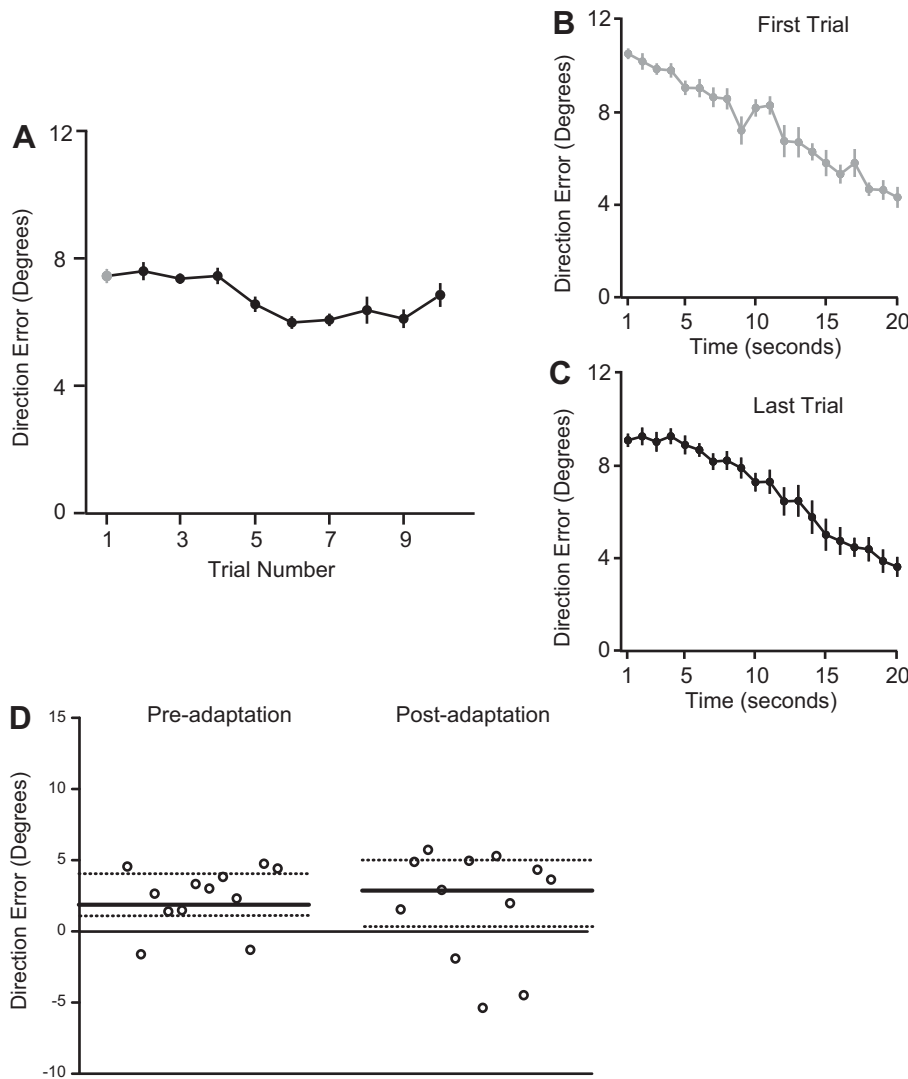 A
Direction Error (Degrees)
12
8
4
0
1 3 5 7 9
Trial Number
B
First Trial
Direction Error (Degrees)
12
8
4
0
1 5 10 15 20
Time (seconds)
C
Last Trial
Direction Error (Degrees)
12
8
4
0
1 5 10 15 20
Time (seconds)
D
Pre-adaptation
Post-adaptation
Direction Error (Degrees)
15
10
5
0
-5
-10